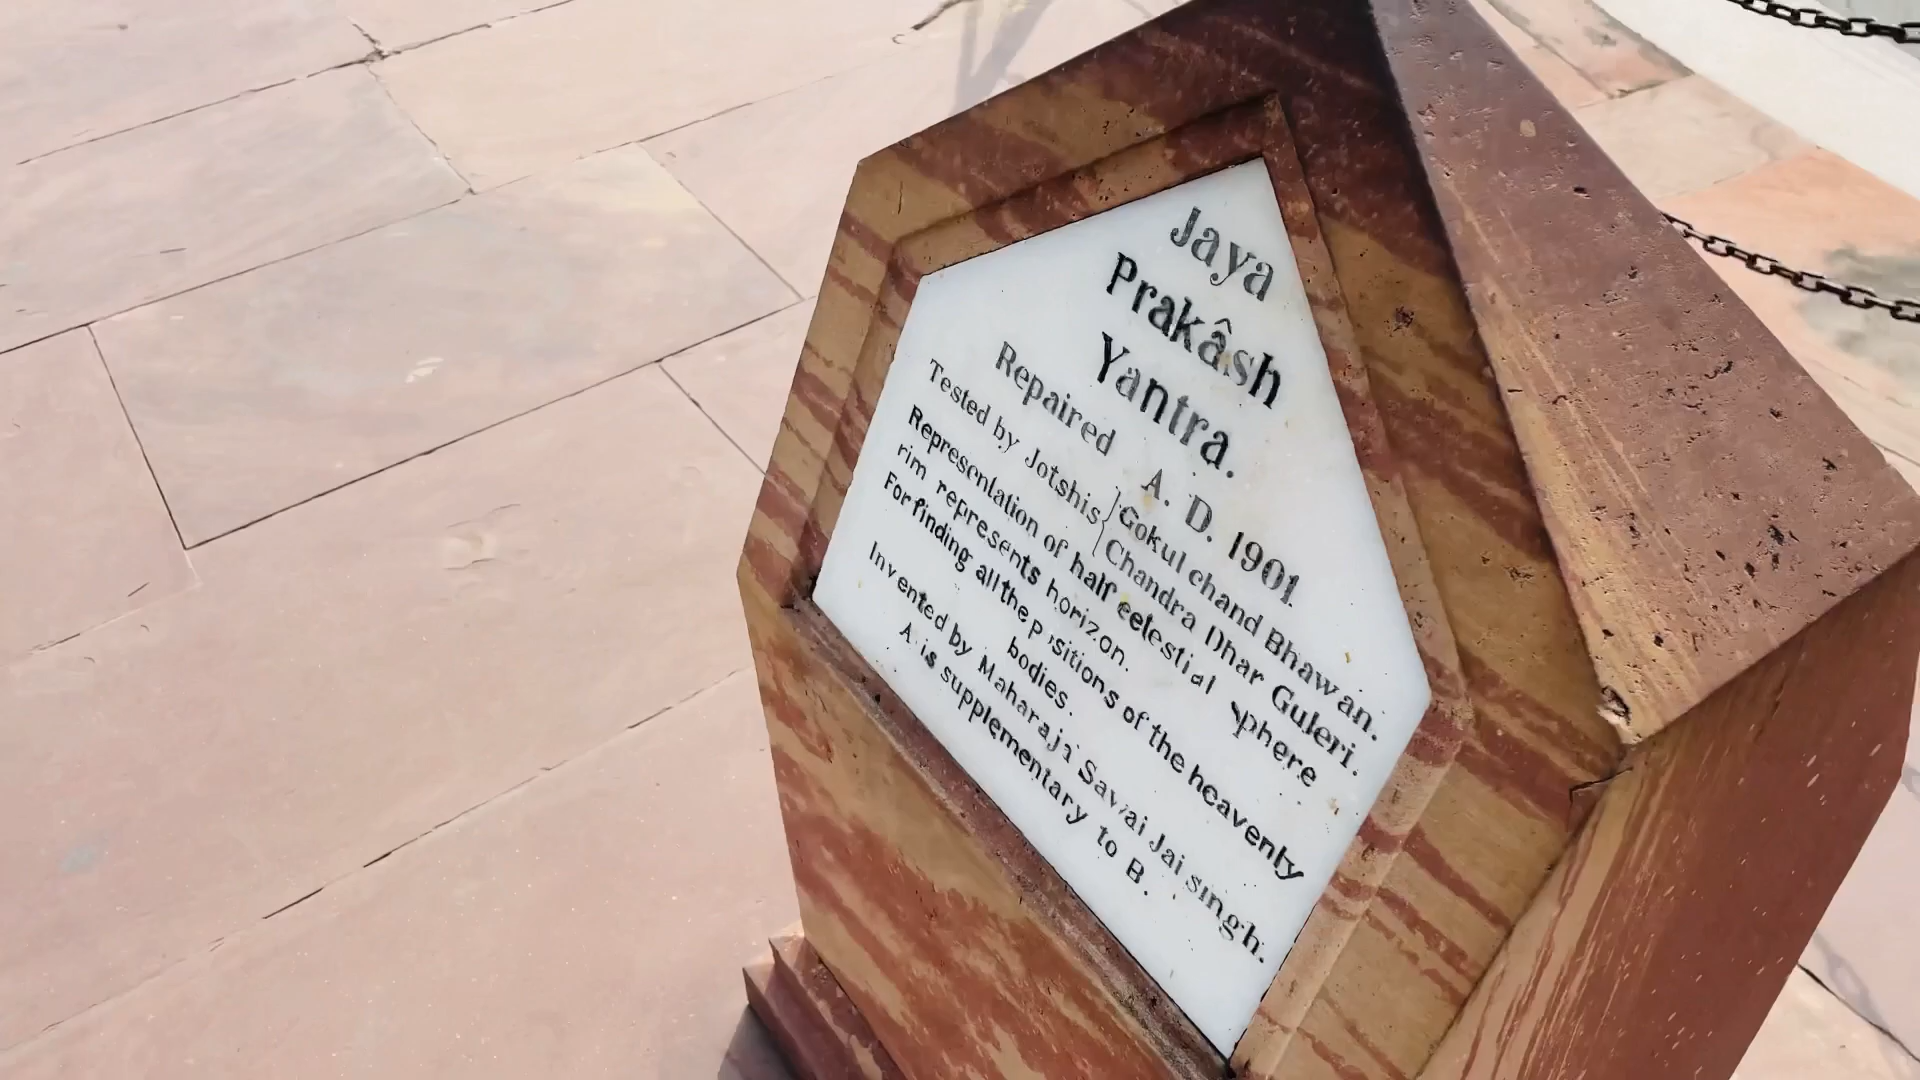 Jaya
Prakâsh
Yantra.
Repaired A. D. 1901.
Tested by Jotshis { Gokul chand Bhawan.
Chandra Dhar Guleri.
Representation of half celestial sphere
rim represents horizon.
For finding all the positions of the heavenly
bodies.
Invented by Maharaja Sawai Jai singh.
A is supplementary to B.